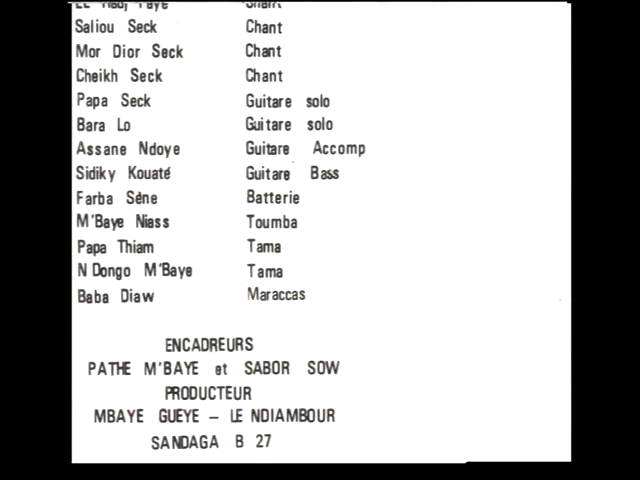 Saliou Seck Chant
Mor Dior Seck Chant
Cheikh Seck Chant
Papa Seck Guitare solo
Bara Lo Guitare solo
Assane Ndoye Guitare Accomp
Sidiky Kouaté Guitare Bass
Farba Sène Batterie
M'Baye Niass Toumba
Papa Thiam Tama
N Dongo M'Baye Tama
Baba Diaw Maraccas
ENCADREURS
PATHE M'BAYE et SABOR SOW
PRODUCTEUR
MBAYE GUEYE – LE NDIAMBOUR
SANDAGA B 27